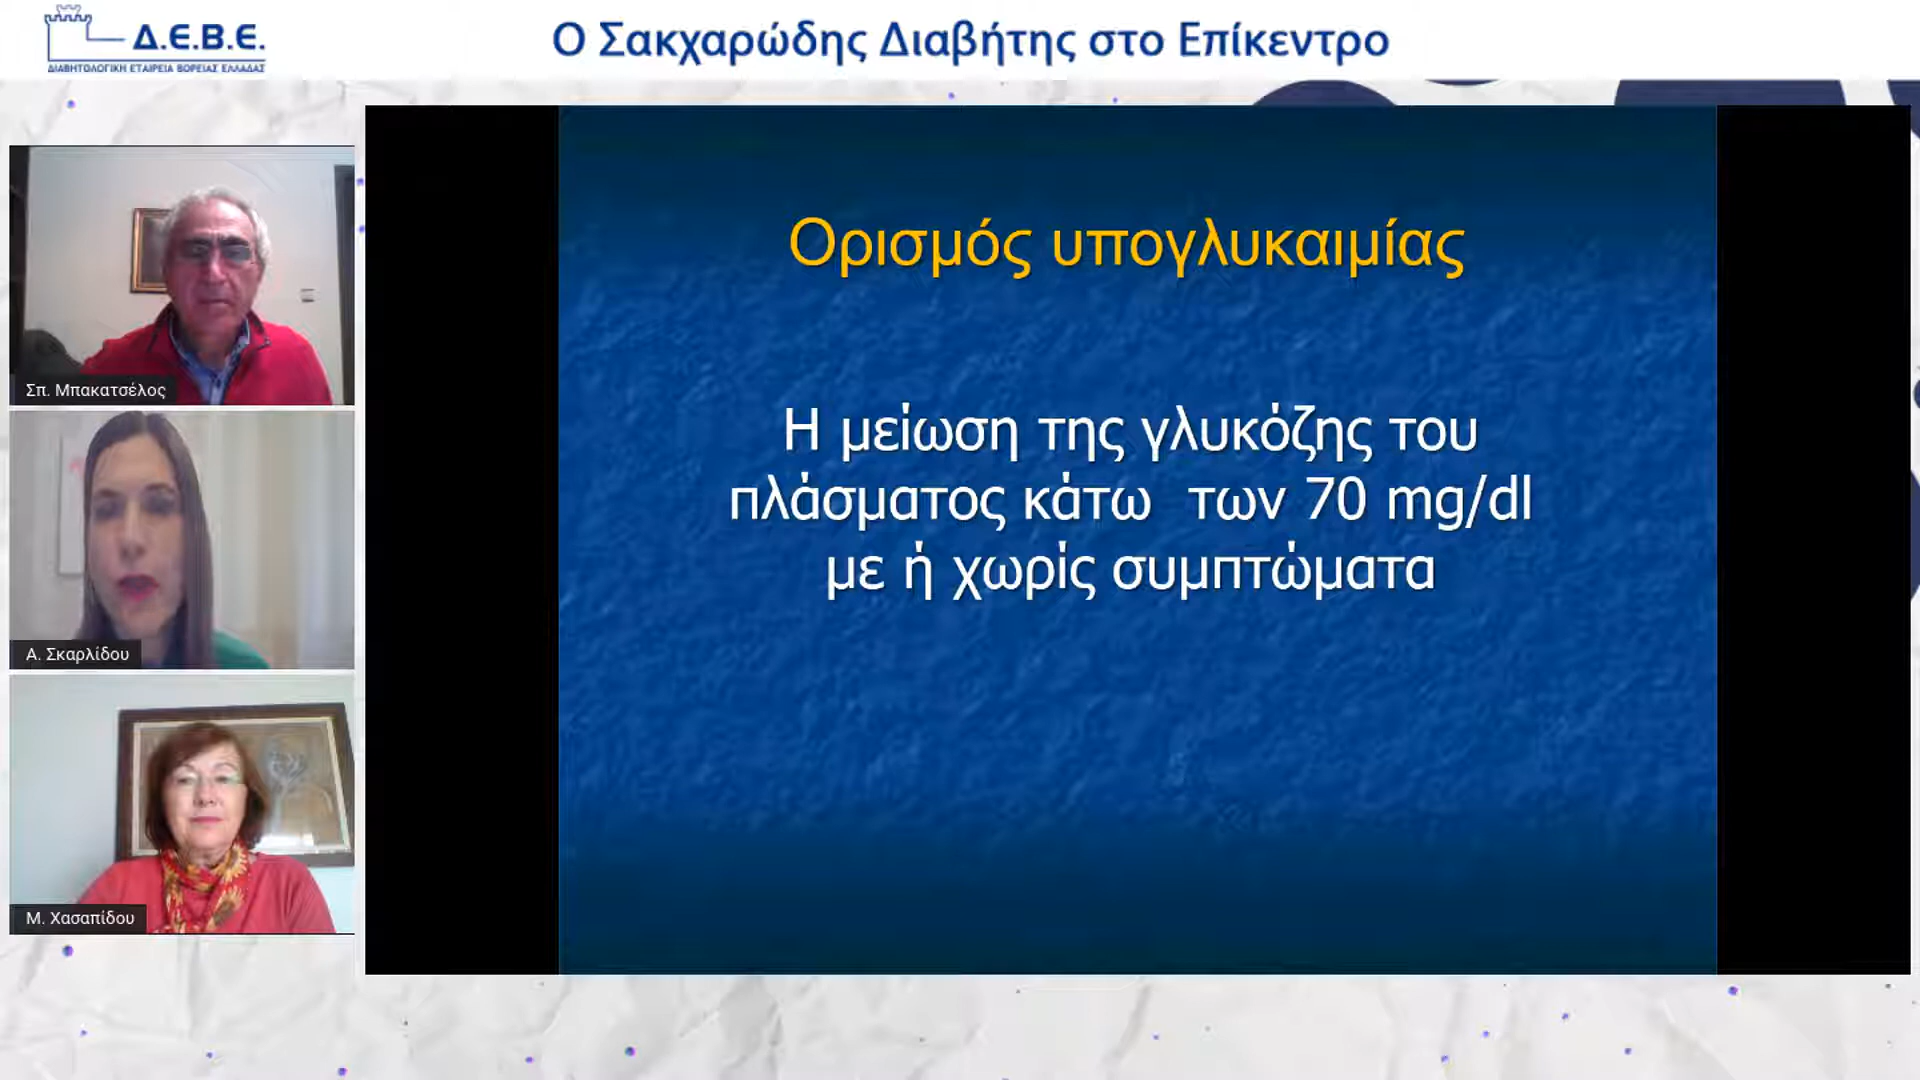 Δ.Ε.Β.Ε.
ΔΙΑΒΗΤΟΛΟΓΙΚΗ ΕΤΑΙΡΕΙΑ ΒΟΡΕΙΑΣ ΕΛΛΑΔΑΣ
Ο Σακχαρώδης Διαβήτης στο Επίκεντρο
Σπ. Μπακατσέλος
Α. Σκαρλίδου
Μ. Χασαπίδου
Ορισμός υπογλυκαιμίας
Η μείωση της γλυκόζης του
πλάσματος κάτω των 70 mg/dl
με ή χωρίς συμπτώματα